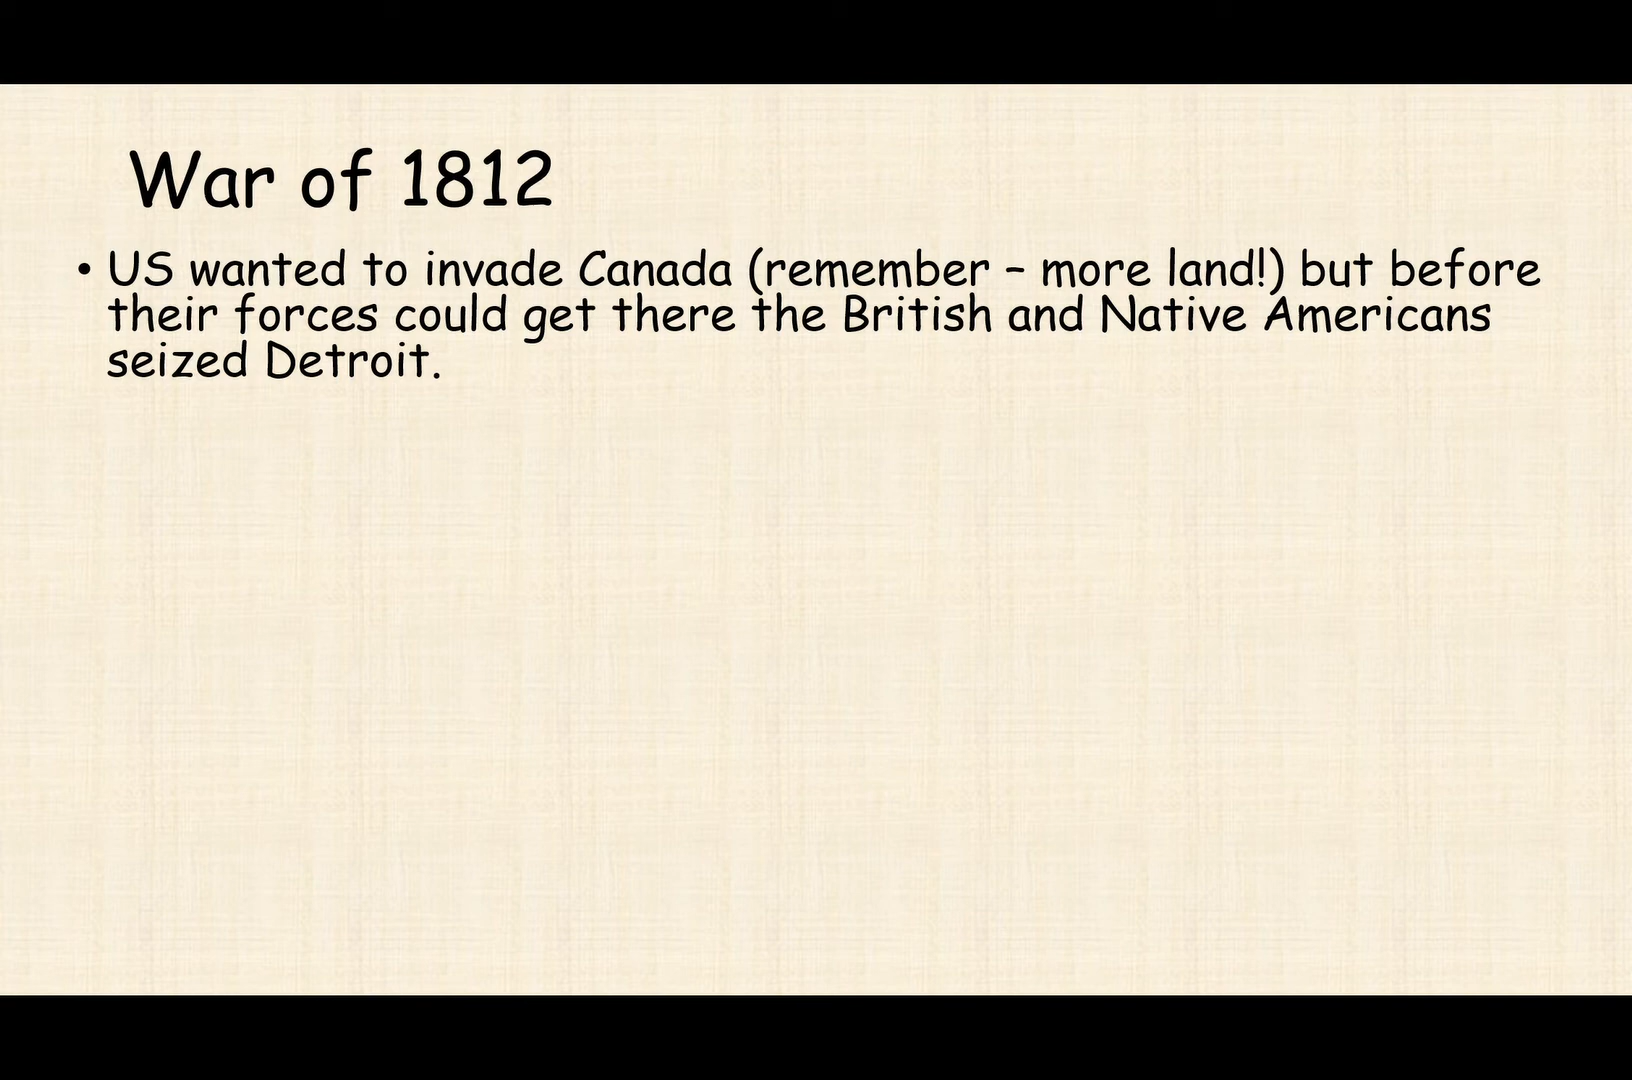 War of 1812
• US wanted to invade Canada (remember – more land!) but before
their forces could get there the British and Native Americans
seized Detroit.